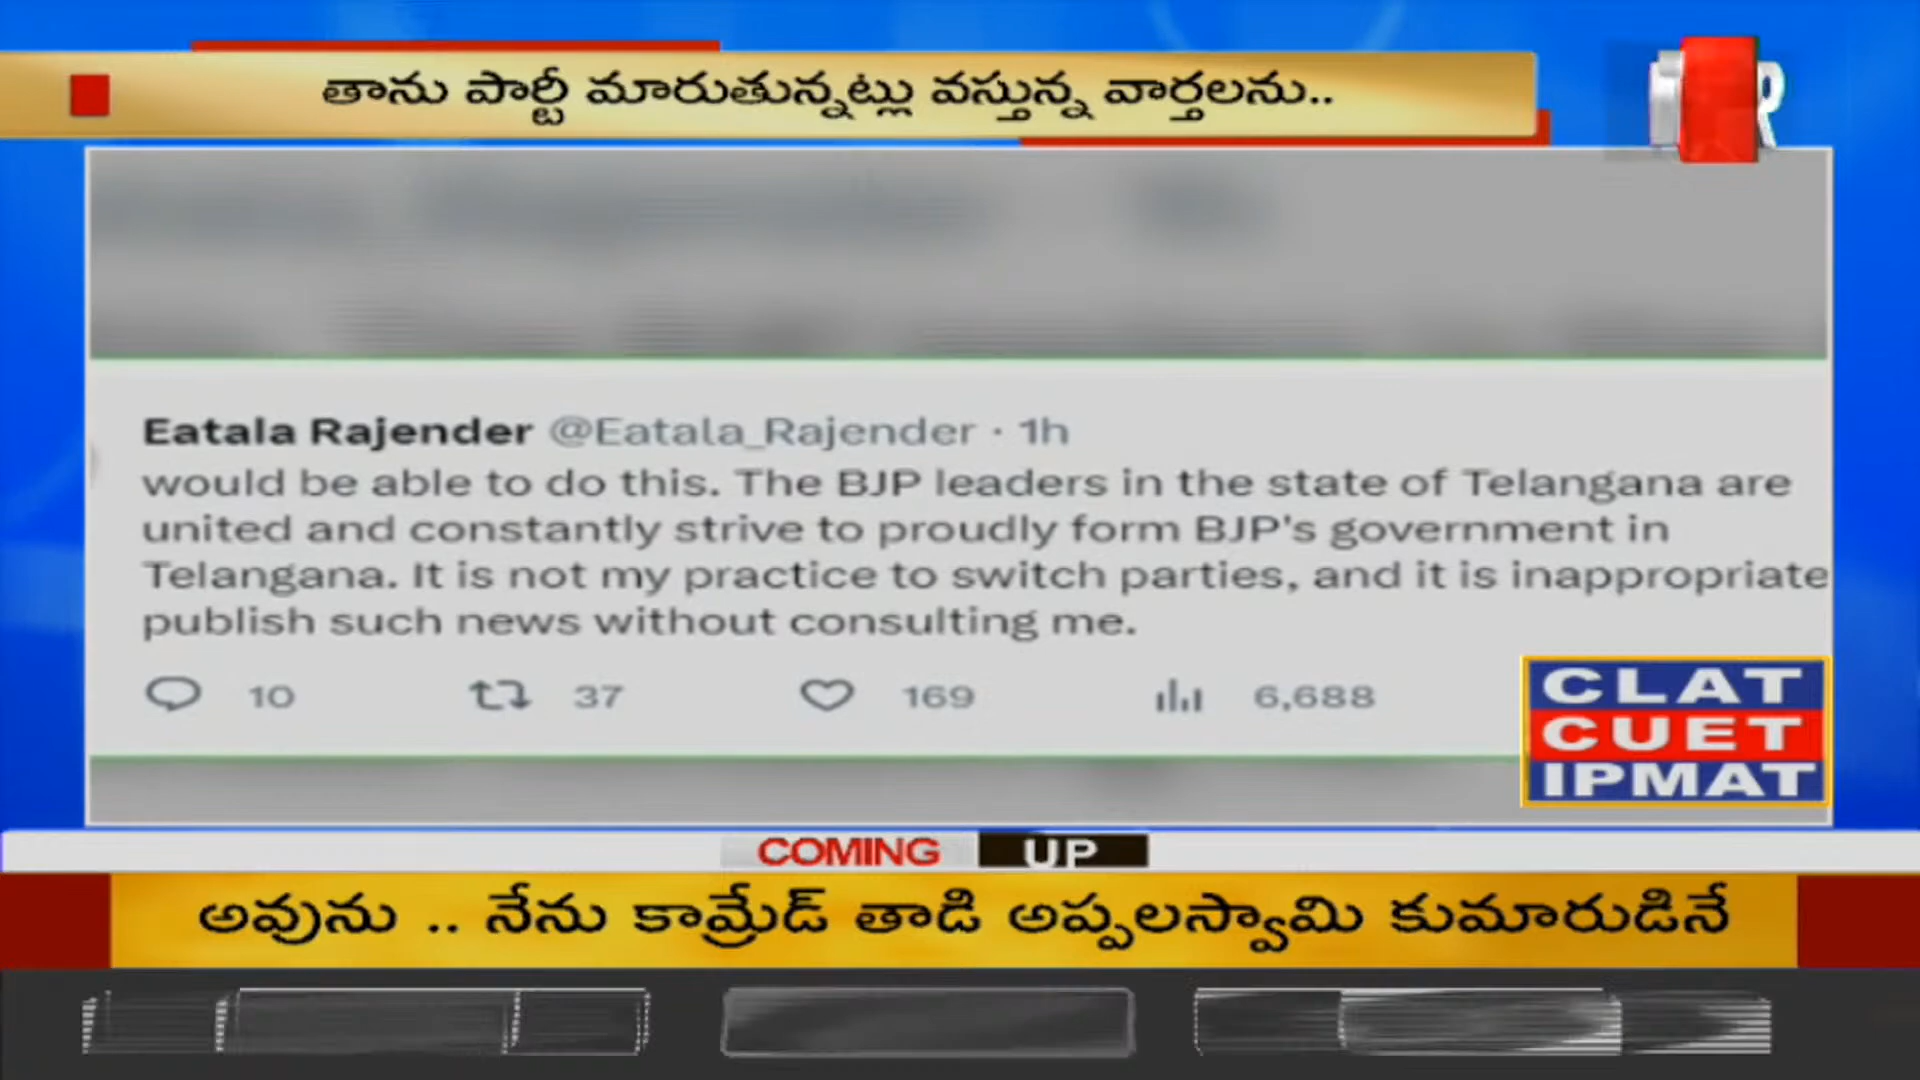 తాను పార్టీ మారుతున్నట్లు వస్తున్న వార్తలను..
R
Eatala Rajender @Eatala_Rajender · 1h
would be able to do this. The BJP leaders in the state of Telangana are
united and constantly strive to proudly form BJP's government in
Telangana. It is not my practice to switch parties, and it is inappropriate
publish such news without consulting me.
10 37 169 6,688
CLAT
CUET
IPMAT
COMING UP
అవును .. నేను కామ్రేడ్ తాడి అప్పలస్వామి కుమారుడినే